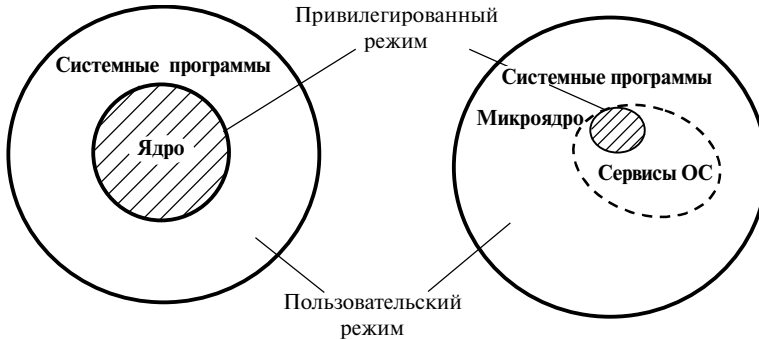 Привилегированный
режим
Системные программы
Ядро
Системные программы
Микроядро
Сервисы ОС
Пользовательский
режим